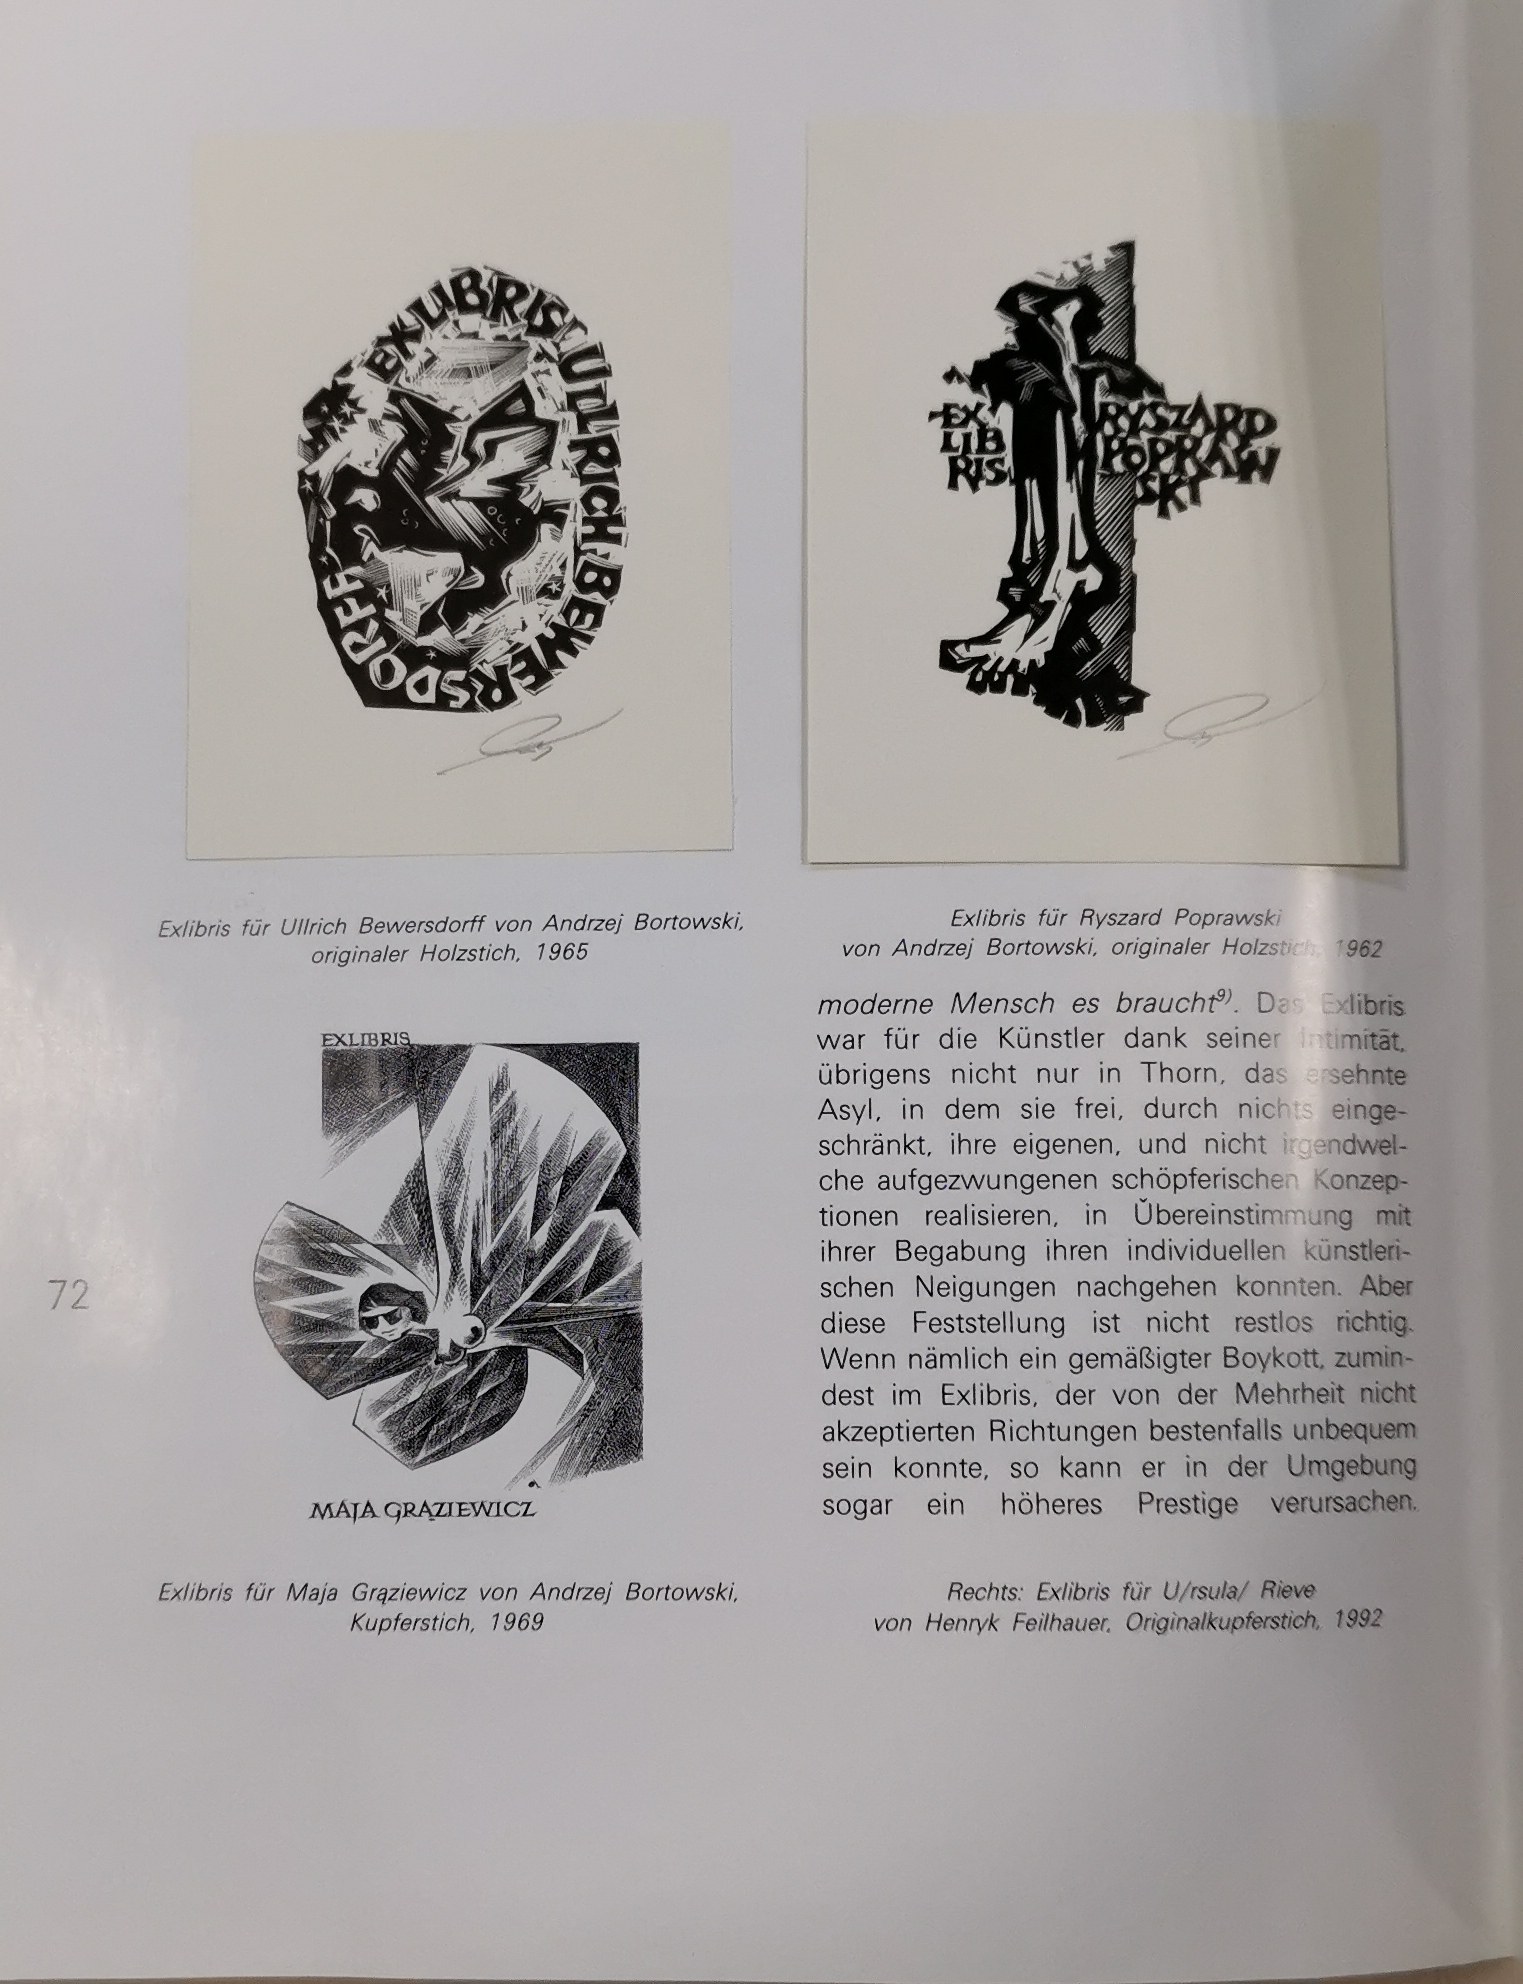 EXLIBRIS ULLRICH BEWERSDORFF
EX
LIB
RIS
RYSZARD
POPRAW
SKI
Exlibris für Ullrich Bewersdorff von Andrzej Bortowski,
originaler Holzstich, 1965
Exlibris für Ryszard Poprawski
von Andrzej Bortowski, originaler Holzstich, 1962
EXLIBRIS
MAJA GRĄZIEWICZ
Exlibris für Maja Grąziewicz von Andrzej Bortowski,
Kupferstich, 1969
72
moderne Mensch es braucht⁹⁾. Das Exlibris
war für die Künstler dank seiner Intimität,
übrigens nicht nur in Thorn, das ersehnte
Asyl, in dem sie frei, durch nichts einge-
schränkt, ihre eigenen, und nicht irgendwel-
che aufgezwungenen schöpferischen Konzep-
tionen realisieren, in Übereinstimmung mit
ihrer Begabung ihren individuellen künstleri-
schen Neigungen nachgehen konnten. Aber
diese Feststellung ist nicht restlos richtig.
Wenn nämlich ein gemäßigter Boykott, zumin-
dest im Exlibris, der von der Mehrheit nicht
akzeptierten Richtungen bestenfalls unbequem
sein konnte, so kann er in der Umgebung
sogar ein höheres Prestige verursachen.
Rechts: Exlibris für U/rsula/ Rieve
von Henryk Feilhauer, Originalkupferstich, 1992